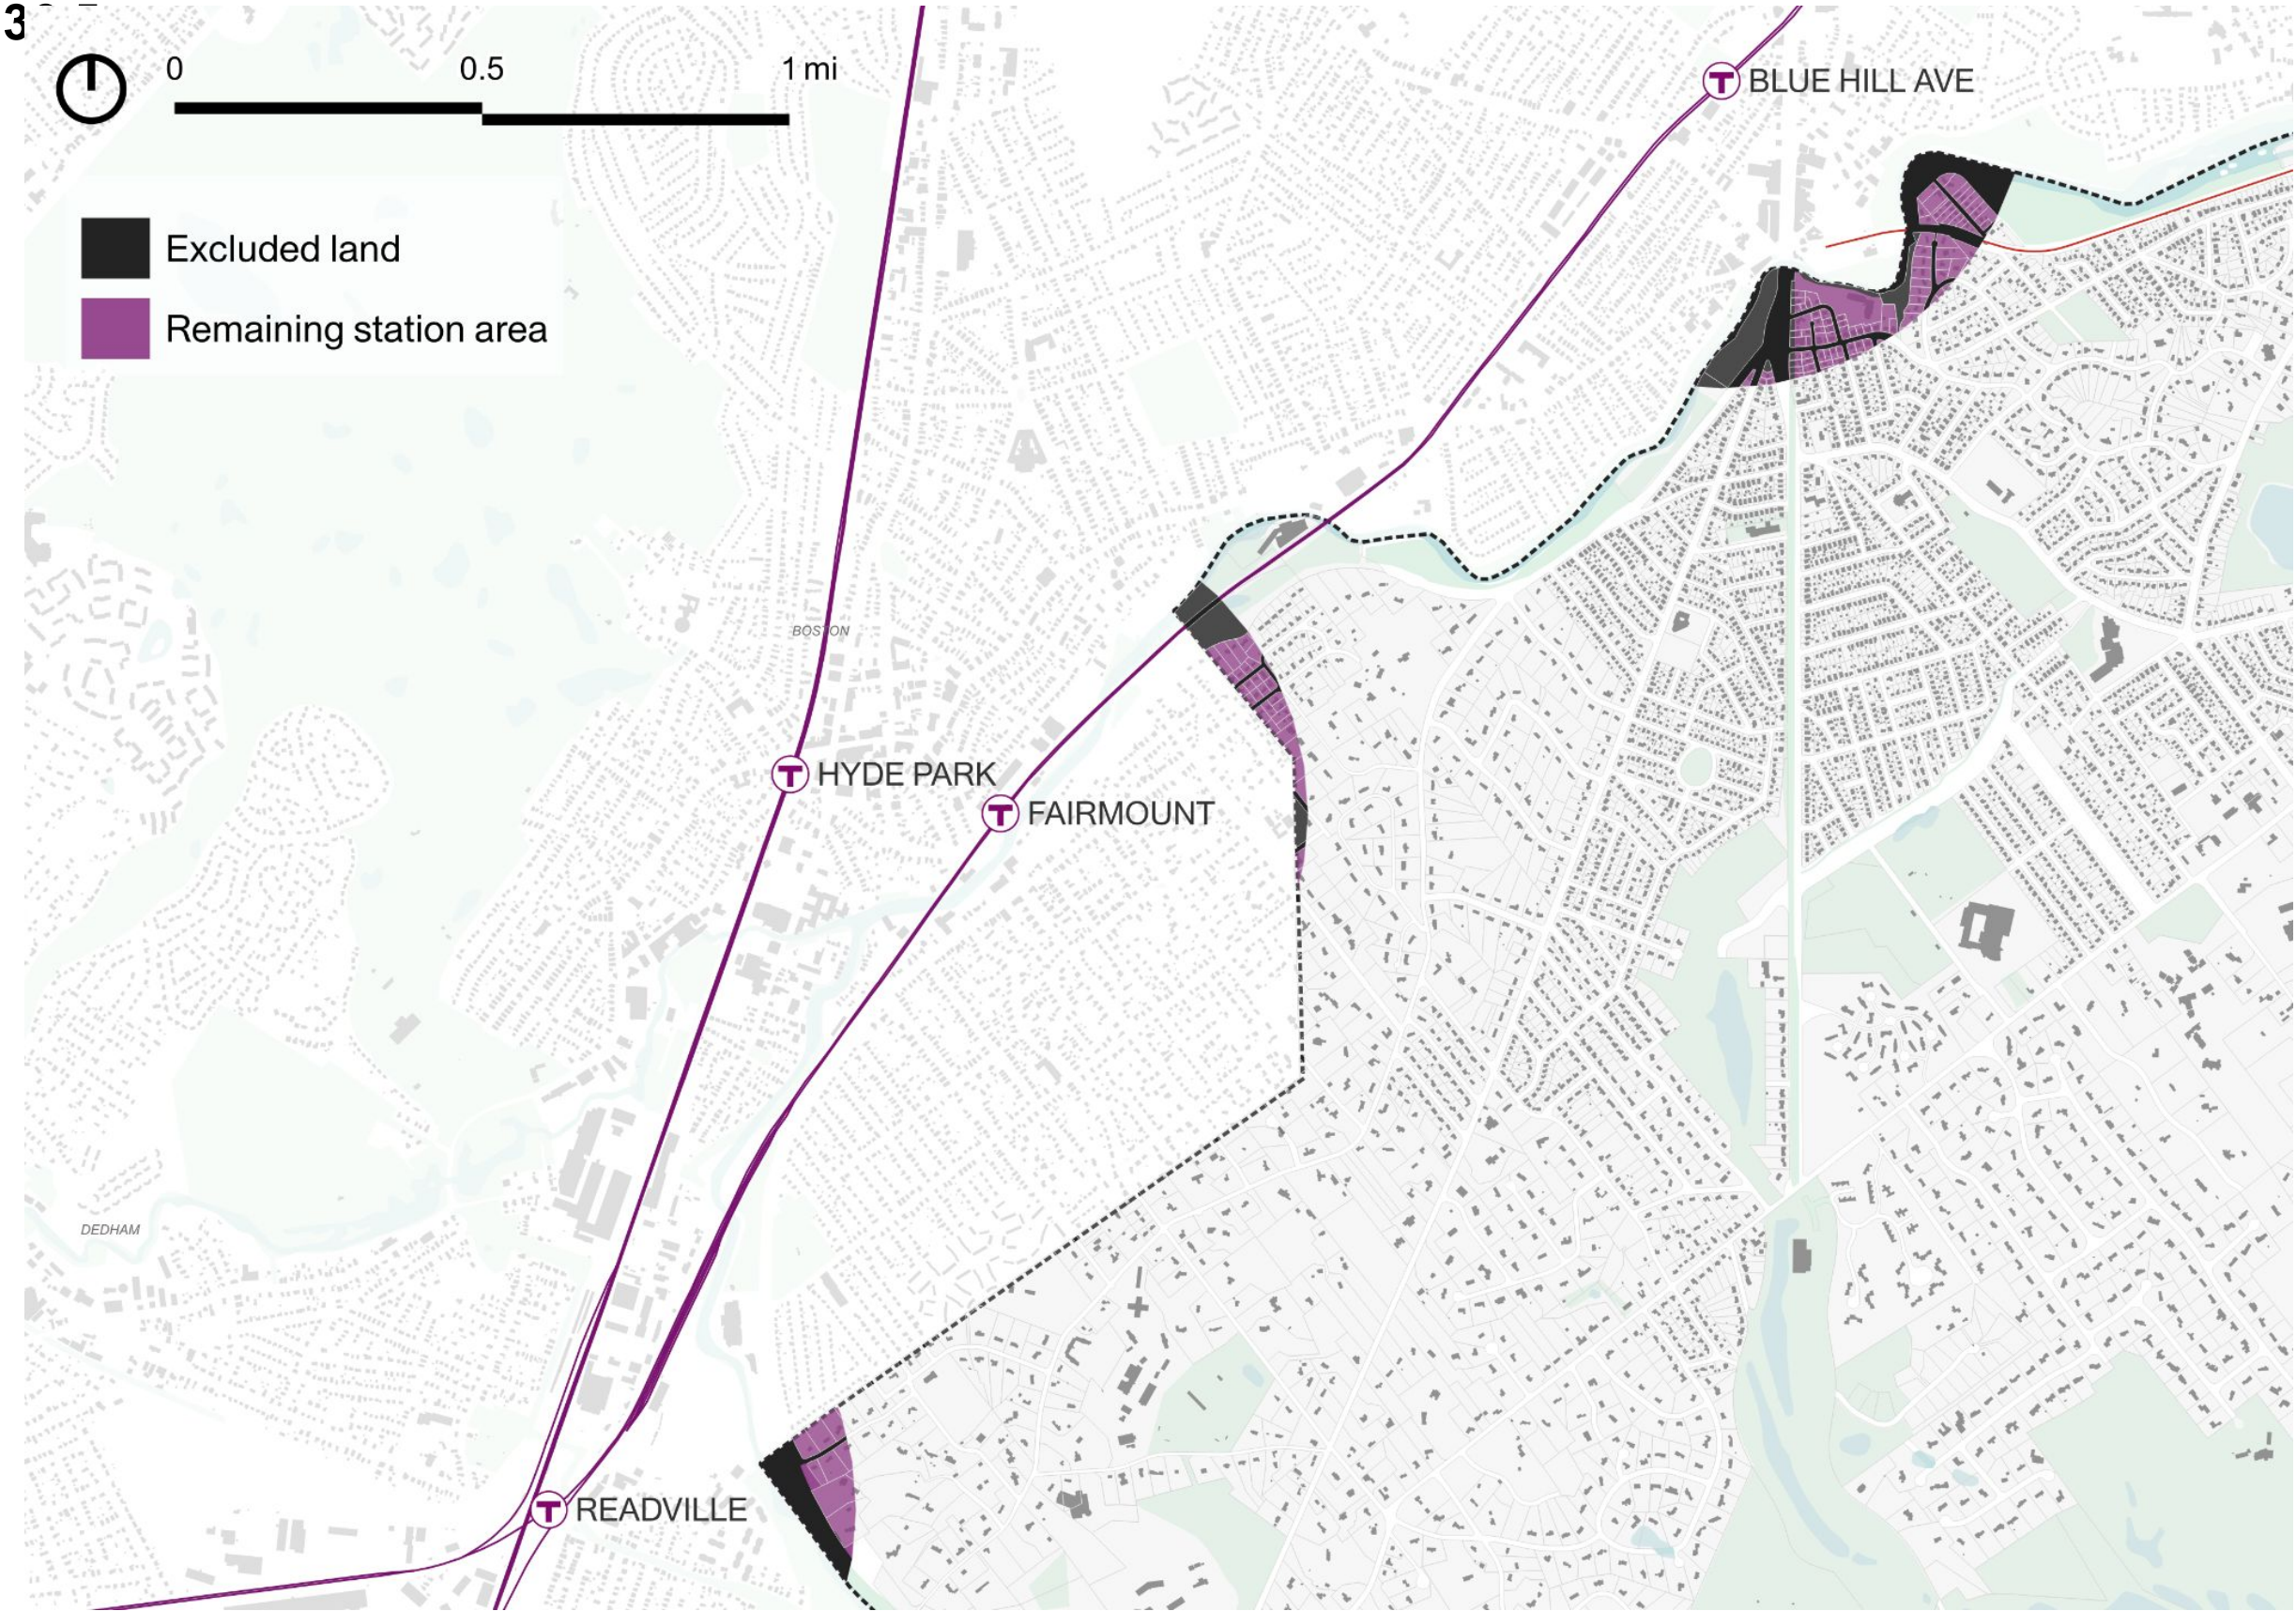 3
0 0.5 1 mi
BLUE HILL AVE
Excluded land
Remaining station area
BOSTON
T HYDE PARK
T FAIRMOUNT
DEDHAM
T READVILLE
T